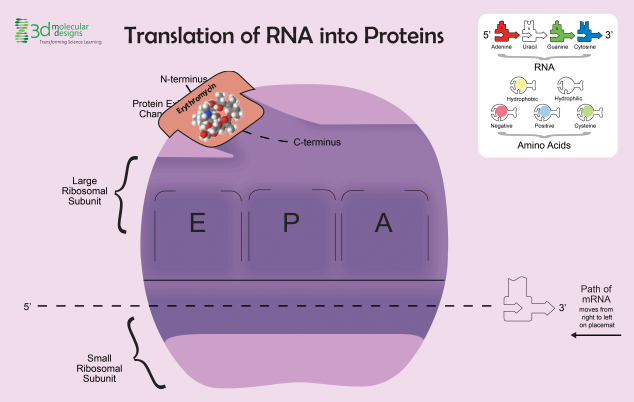 3d molecular
designs
Transforming Science Learning
Translation of RNA into Proteins
5'
3'
Adenine
Uracil
Guanine
Cytosine
RNA
Hydrophobic
Hydrophilic
Negative
Positive
Cysteine
Amino Acids
N-terminus
Erythromycin
Protein
C-terminus
Large
Ribosomal
Subunit
E
P
A
5'
3'
Path of
mRNA
moves from
right to left
on placemat
Small
Ribosomal
Subunit